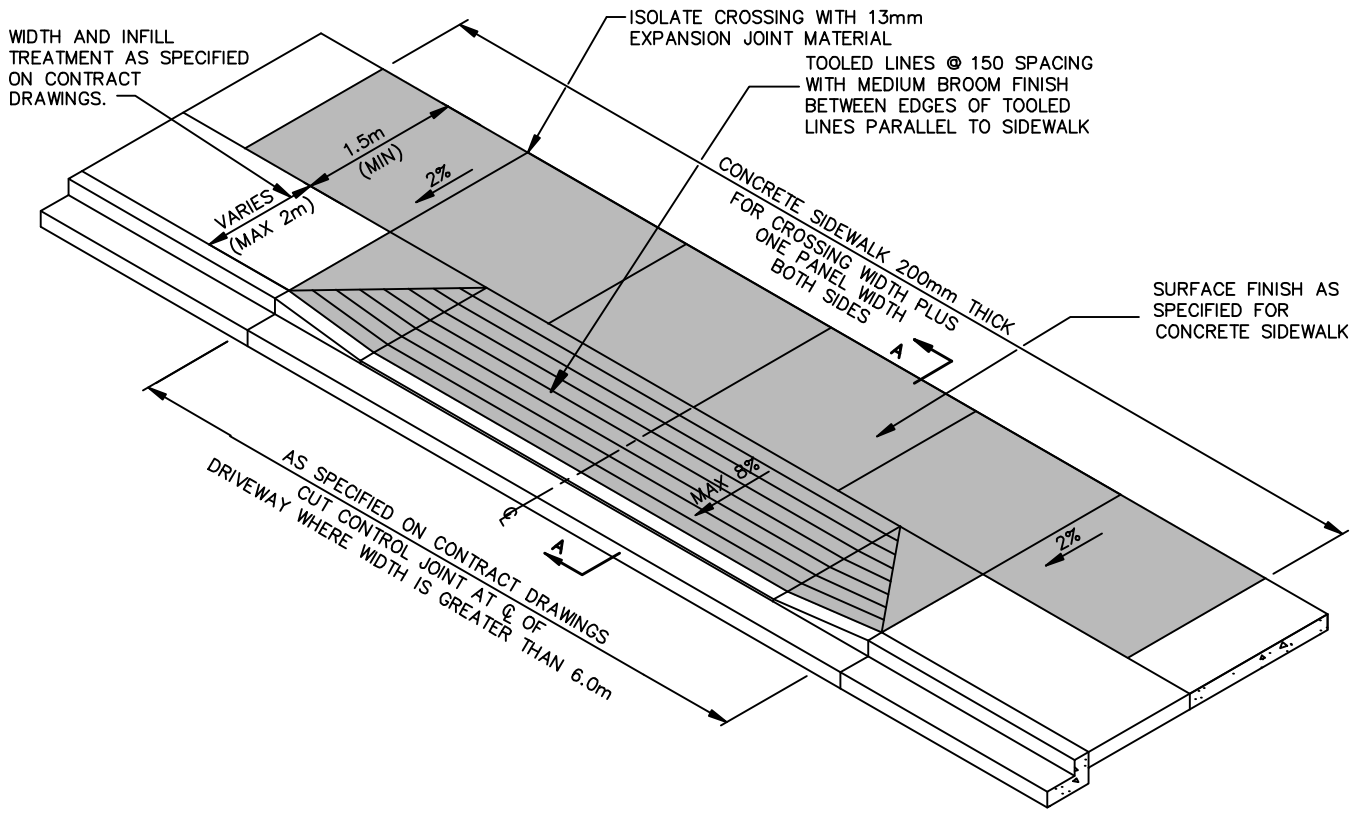 WIDTH AND INFILL
TREATMENT AS SPECIFIED
ON CONTRACT
DRAWINGS.
ISOLATE CROSSING WITH 13mm
EXPANSION JOINT MATERIAL
TOOLED LINES @ 150 SPACING
WITH MEDIUM BROOM FINISH
BETWEEN EDGES OF TOOLED
LINES PARALLEL TO SIDEWALK
1.5m
(MIN)
2%
VARIES
(MAX 2m)
CONCRETE SIDEWALK 200mm THICK
FOR CROSSING WIDTH PLUS
ONE PANEL WIDTH
BOTH SIDES
SURFACE FINISH AS
SPECIFIED FOR
CONCRETE SIDEWALK
A
MAX 8%
℄
A
2%
AS SPECIFIED ON CONTRACT DRAWINGS
CUT CONTROL JOINT AT ℄ OF
DRIVEWAY WHERE WIDTH IS GREATER THAN 6.0m